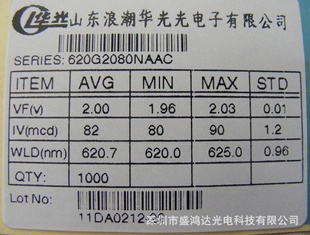 华光 山东浪潮华光光电子有限公司
SERIES: 620G2080NAAC
ITEM AVG MIN MAX STD
VF(v) 2.00 1.96 2.03 0.01
IV(mcd) 82 80 90 1.2
WLD(nm) 620.7 620.0 625.0 0.96
QTY: 1000
Lot No:
11DA0212
深圳市盛鸿达光电科技有限公司